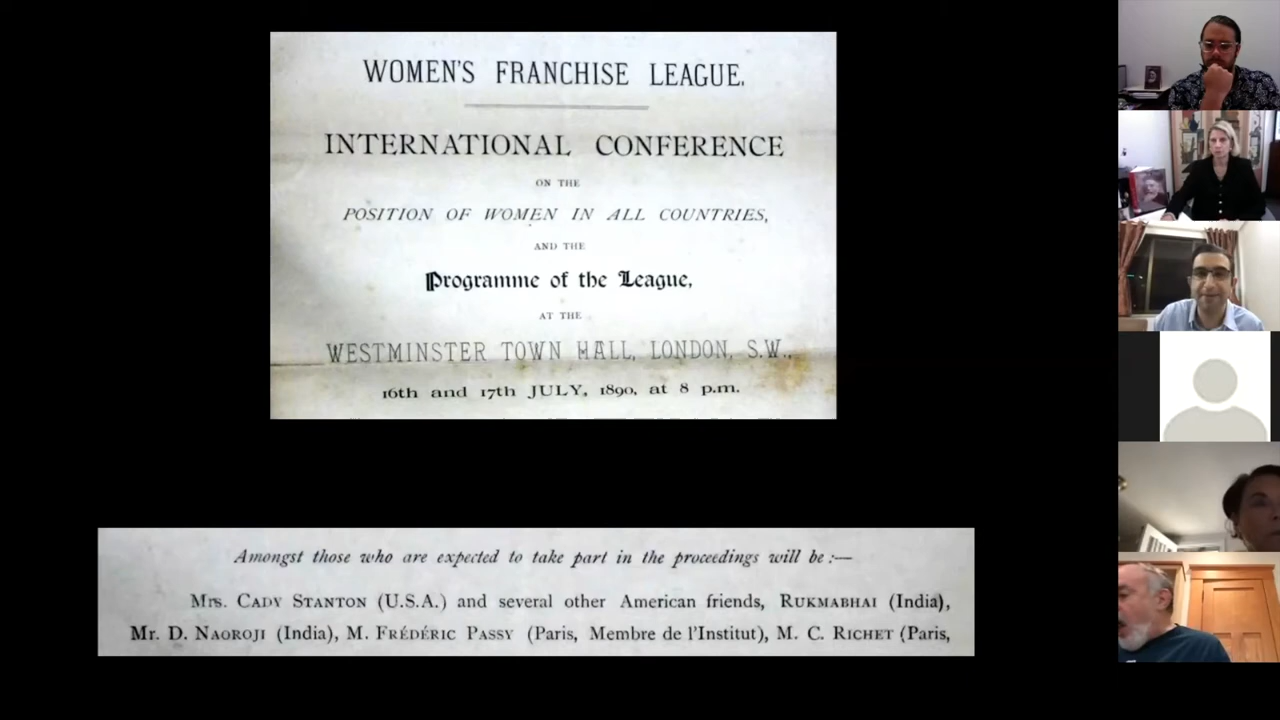 WOMEN'S FRANCHISE LEAGUE.
INTERNATIONAL CONFERENCE
ON THE
POSITION OF WOMEN IN ALL COUNTRIES,
AND THE
Programme of the League,
AT THE
WESTMINSTER TOWN HALL, LONDON, S.W.,
16th and 17th JULY, 1890, at 8 p.m.
Amongst those who are expected to take part in the proceedings will be :—
Mrs. CADY STANTON (U.S.A.) and several other American friends, RUKMABHAI (India),
Mr. D. NAOROJI (India), M. FRÉDÉRIC PASSY (Paris, Membre de l'Institut), M. C. RICHET (Paris,